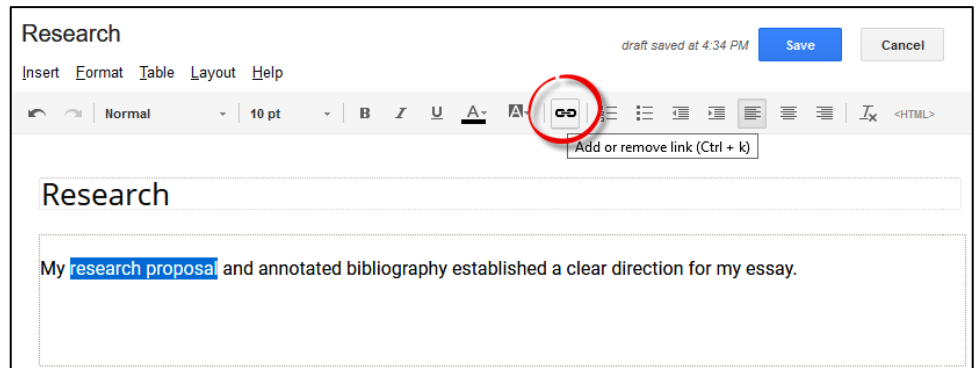 Research
draft saved at 4:34 PM Save Cancel
Insert Format Table Layout Help
Normal 10 pt B I U A A Tx <HTML>
Add or remove link (Ctrl + k)
Research
My research proposal and annotated bibliography established a clear direction for my essay.